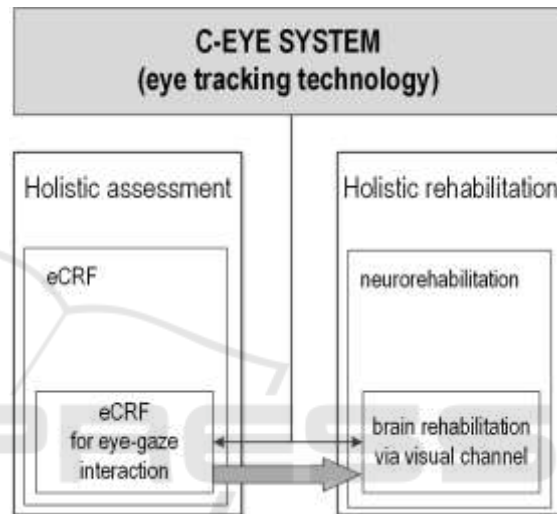 C-EYE SYSTEM
(eye tracking technology)
Holistic assessment
eCRF
eCRF
for eye-gaze
interaction
Holistic rehabilitation
neurorehabilitation
brain rehabilitation
via visual channel
PRESS